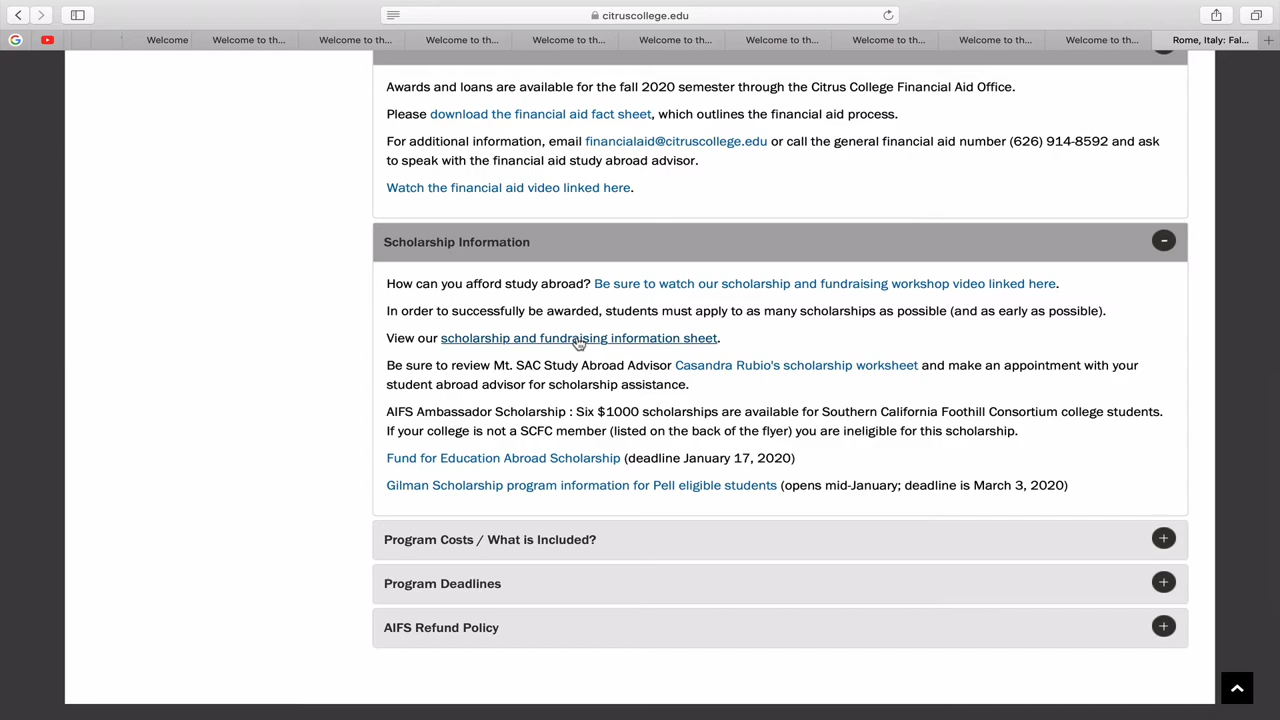 citruscollege.edu
Welcome
Welcome to th...
Welcome to th...
Welcome to th...
Welcome to th...
Welcome to th...
Welcome to th...
Welcome to th...
Welcome to th...
Welcome to th...
Rome, Italy: Fal...
Awards and loans are available for the fall 2020 semester through the Citrus College Financial Aid Office.
Please download the financial aid fact sheet, which outlines the financial aid process.
For additional information, email financialaid@citruscollege.edu or call the general financial aid number (626) 914-8592 and ask
to speak with the financial aid study abroad advisor.
Watch the financial aid video linked here.
Scholarship Information
How can you afford study abroad? Be sure to watch our scholarship and fundraising workshop video linked here.
In order to successfully be awarded, students must apply to as many scholarships as possible (and as early as possible).
View our scholarship and fundraising information sheet.
Be sure to review Mt. SAC Study Abroad Advisor Casandra Rubio's scholarship worksheet and make an appointment with your
student abroad advisor for scholarship assistance.
AIFS Ambassador Scholarship : Six $1000 scholarships are available for Southern California Foothill Consortium college students.
If your college is not a SCFC member (listed on the back of the flyer) you are ineligible for this scholarship.
Fund for Education Abroad Scholarship (deadline January 17, 2020)
Gilman Scholarship program information for Pell eligible students (opens mid-January; deadline is March 3, 2020)
Program Costs / What is Included?
Program Deadlines
AIFS Refund Policy